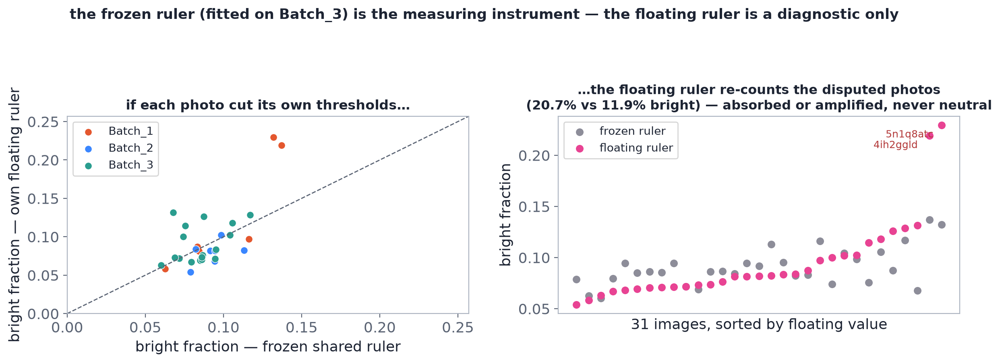 the frozen ruler (fitted on Batch_3) is the measuring instrument — the floating ruler is a diagnostic only
if each photo cut its own thresholds…
bright fraction — own floating ruler
0.25
0.20
0.15
0.10
0.05
0.00
Batch_1
Batch_2
Batch_3
0.00 0.05 0.10 0.15 0.20 0.25
bright fraction — frozen shared ruler
…the floating ruler re-counts the disputed photos
(20.7% vs 11.9% bright) — absorbed or amplified, never neutral
bright fraction
0.20
0.15
0.10
0.05
frozen ruler
floating ruler
5n1q8atc
4ih2ggld
31 images, sorted by floating value